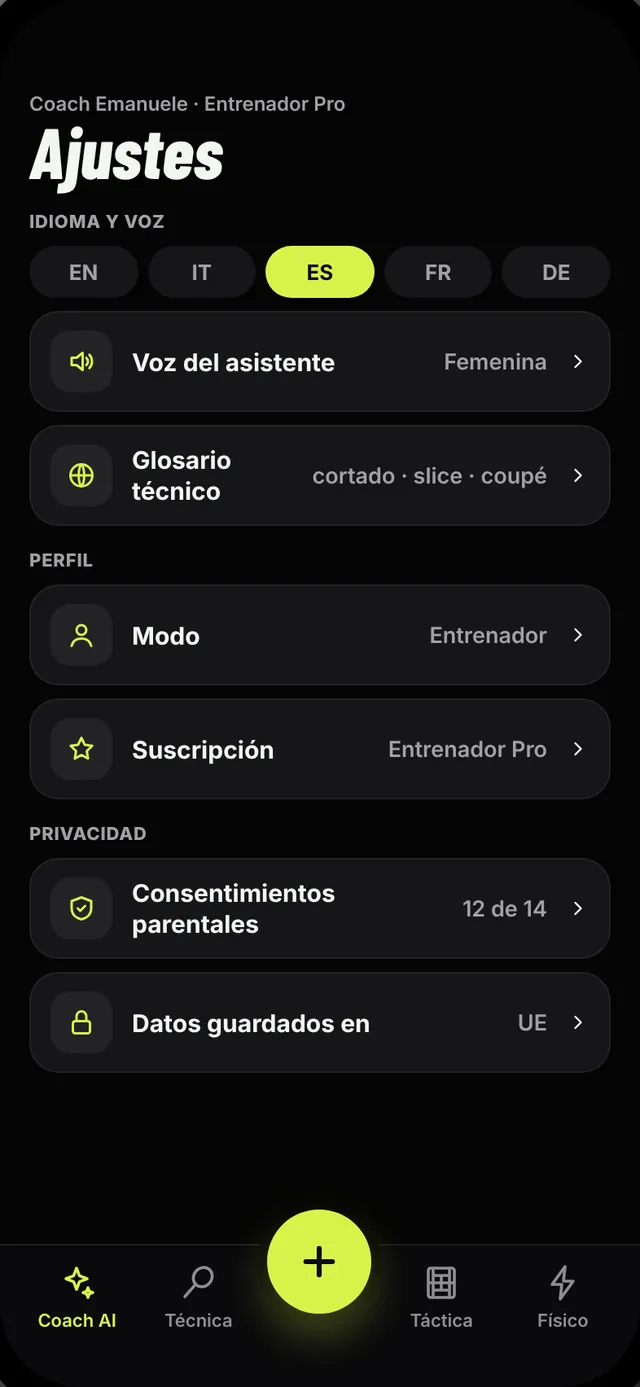 Coach Emanuele · Entrenador Pro
Ajustes
IDIOMA Y VOZ
EN IT ES FR DE
Voz del asistente Femenina
Glosario
técnico
cortado · slice · coupé
PERFIL
Modo Entrenador
Suscripción Entrenador Pro
PRIVACIDAD
Consentimientos
parentales
12 de 14
Datos guardados en UE
Coach AI Técnica Táctica Físico